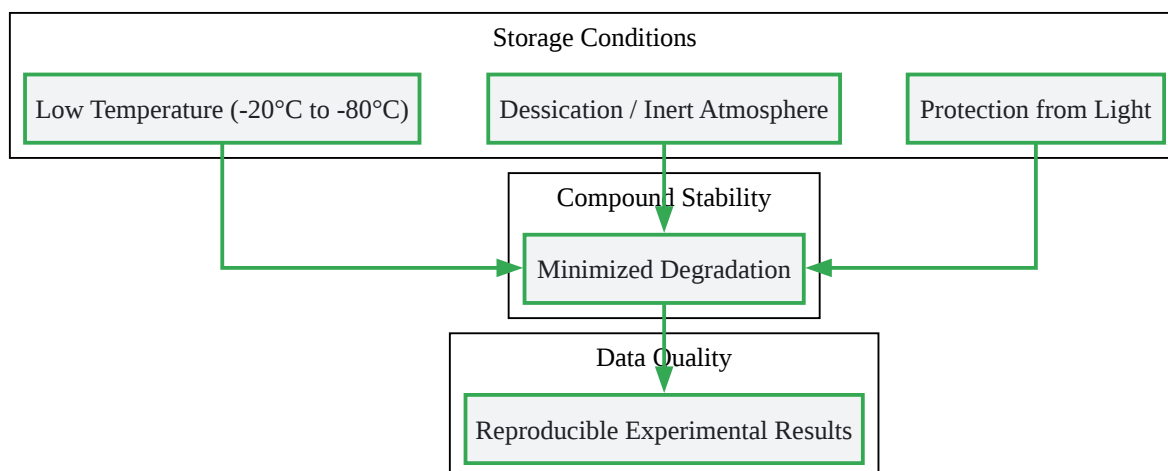 Storage Conditions
Low Temperature (-20°C to -80°C)
Dessication / Inert Atmosphere
Protection from Light
Compound Stability
Minimized Degradation
Data Quality
Reproducible Experimental Results